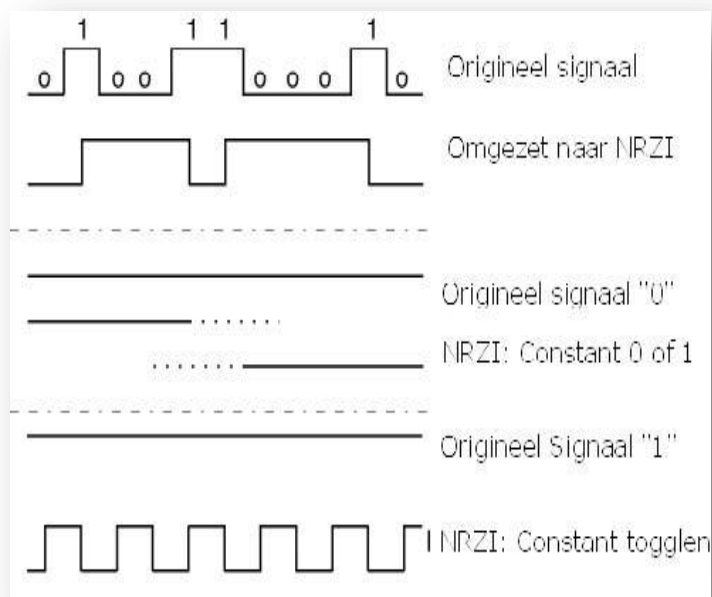 1 1 1 1
0 0 0 0 0 0 0
Origineel signaal
Omgezet naar NRZI
Origineel signaal "0"
NRZI: Constant 0 of 1
Origineel Signaal "1"
NRZI: Constant togglen